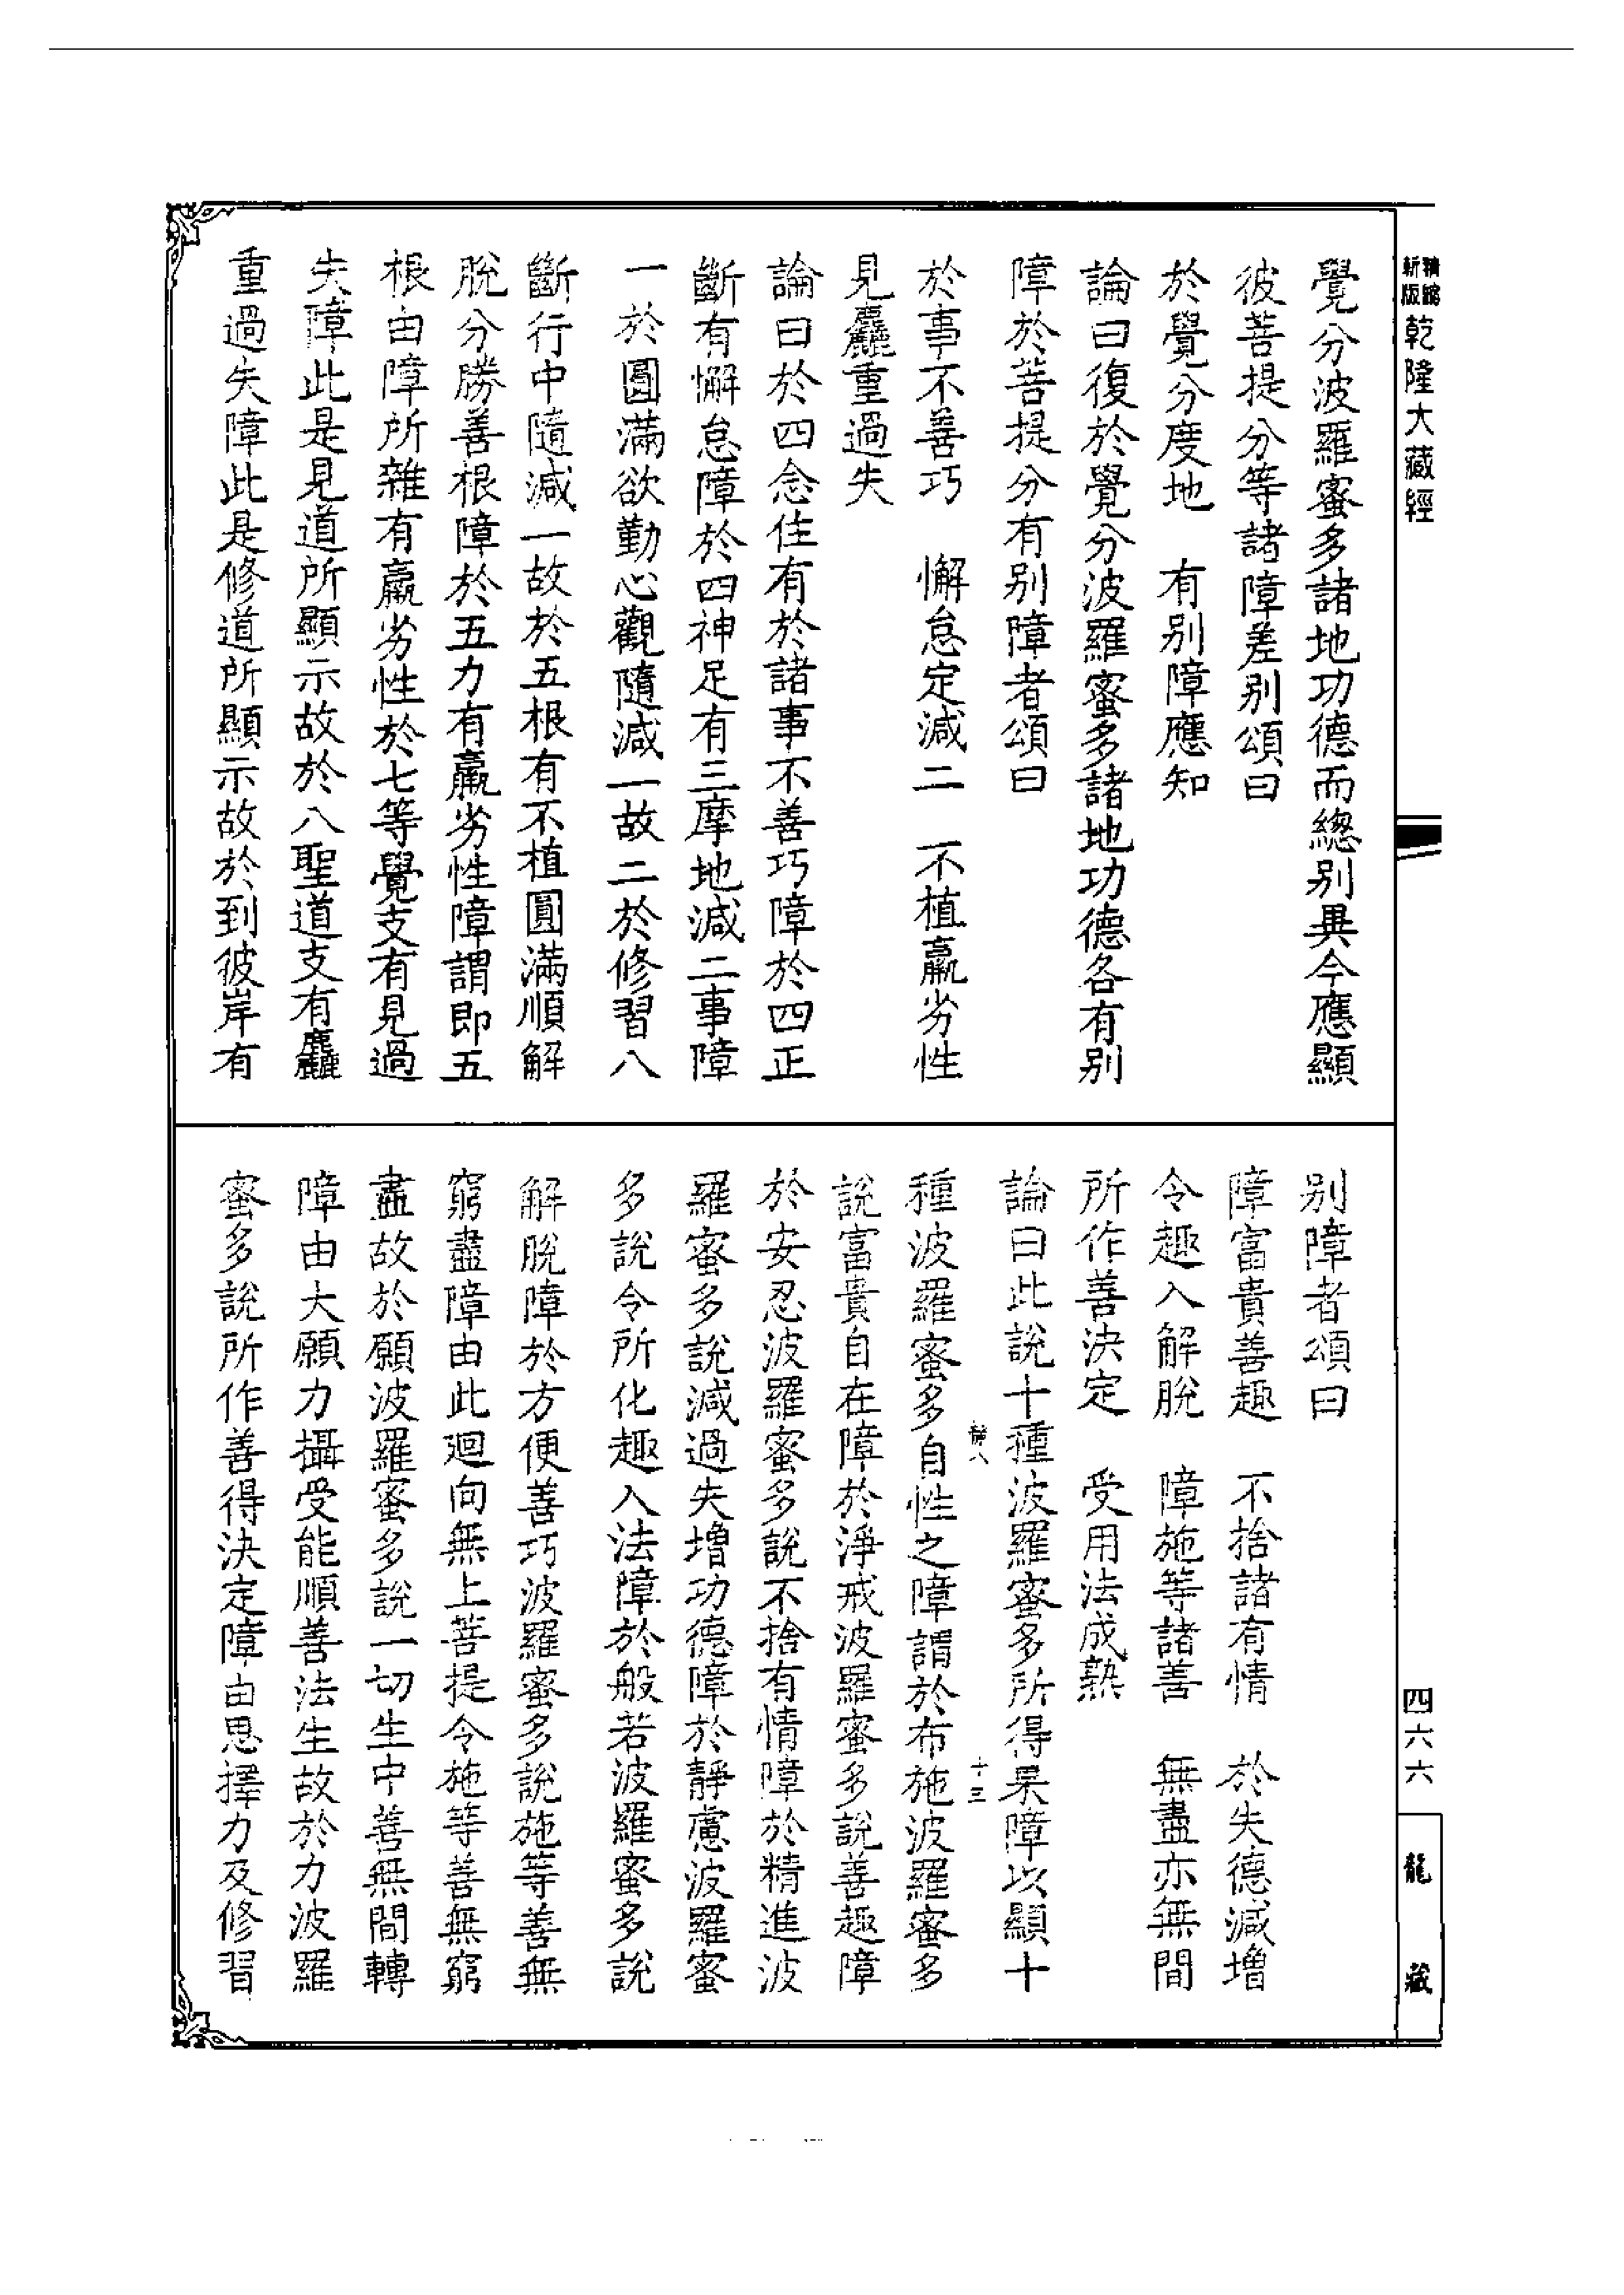 精縮
新版
乾隆大藏經
覺分波羅蜜多諸地功德而總別異今應顯
彼菩提分等諸障差別頌曰
於覺分度地　有別障應知
論曰復於覺分波羅蜜多諸地功德各有別
障於菩提分有別障者頌曰
於事不善巧　懈怠定減二　不植羸劣性
見麤重過失
論曰於四念住有於諸事不善巧障於四正
斷有懈怠障於四神足有三摩地減二事障
一於圓滿欲勤心觀隨減一故二於修習八
斷行中隨減一故於五根有不植圓滿順解
脫分勝善根障於五力有羸劣性障謂即五
根由障所雜有羸劣性於七等覺支有見過
失障此是見道所顯示故於八聖道支有麤
重過失障此是修道所顯示故於到彼岸有
別障者頌曰
障富貴善趣　不捨諸有情　於失德減增
令趣入解脫　障施等諸善　無盡亦無間
所作善決定　受用法成熟
論曰此說十種波羅蜜多所得果障以顯十
種波羅蜜多自性之障謂於布施波羅蜜多
說富貴自在障於淨戒波羅蜜多說善趣障
於安忍波羅蜜多說不捨有情障於精進波
羅蜜多說減過失增功德障於靜慮波羅蜜
多說令所化趣入法障於般若波羅蜜多說
解脫障於方便善巧波羅蜜多說施等善無
窮盡障由此迴向無上菩提令施等善無窮
盡故於願波羅蜜多說一切生中善無間轉
障由大願力攝受能順善法生故於力波羅
蜜多說所作善得決定障由思擇力及修習
十三
四六六
龍藏